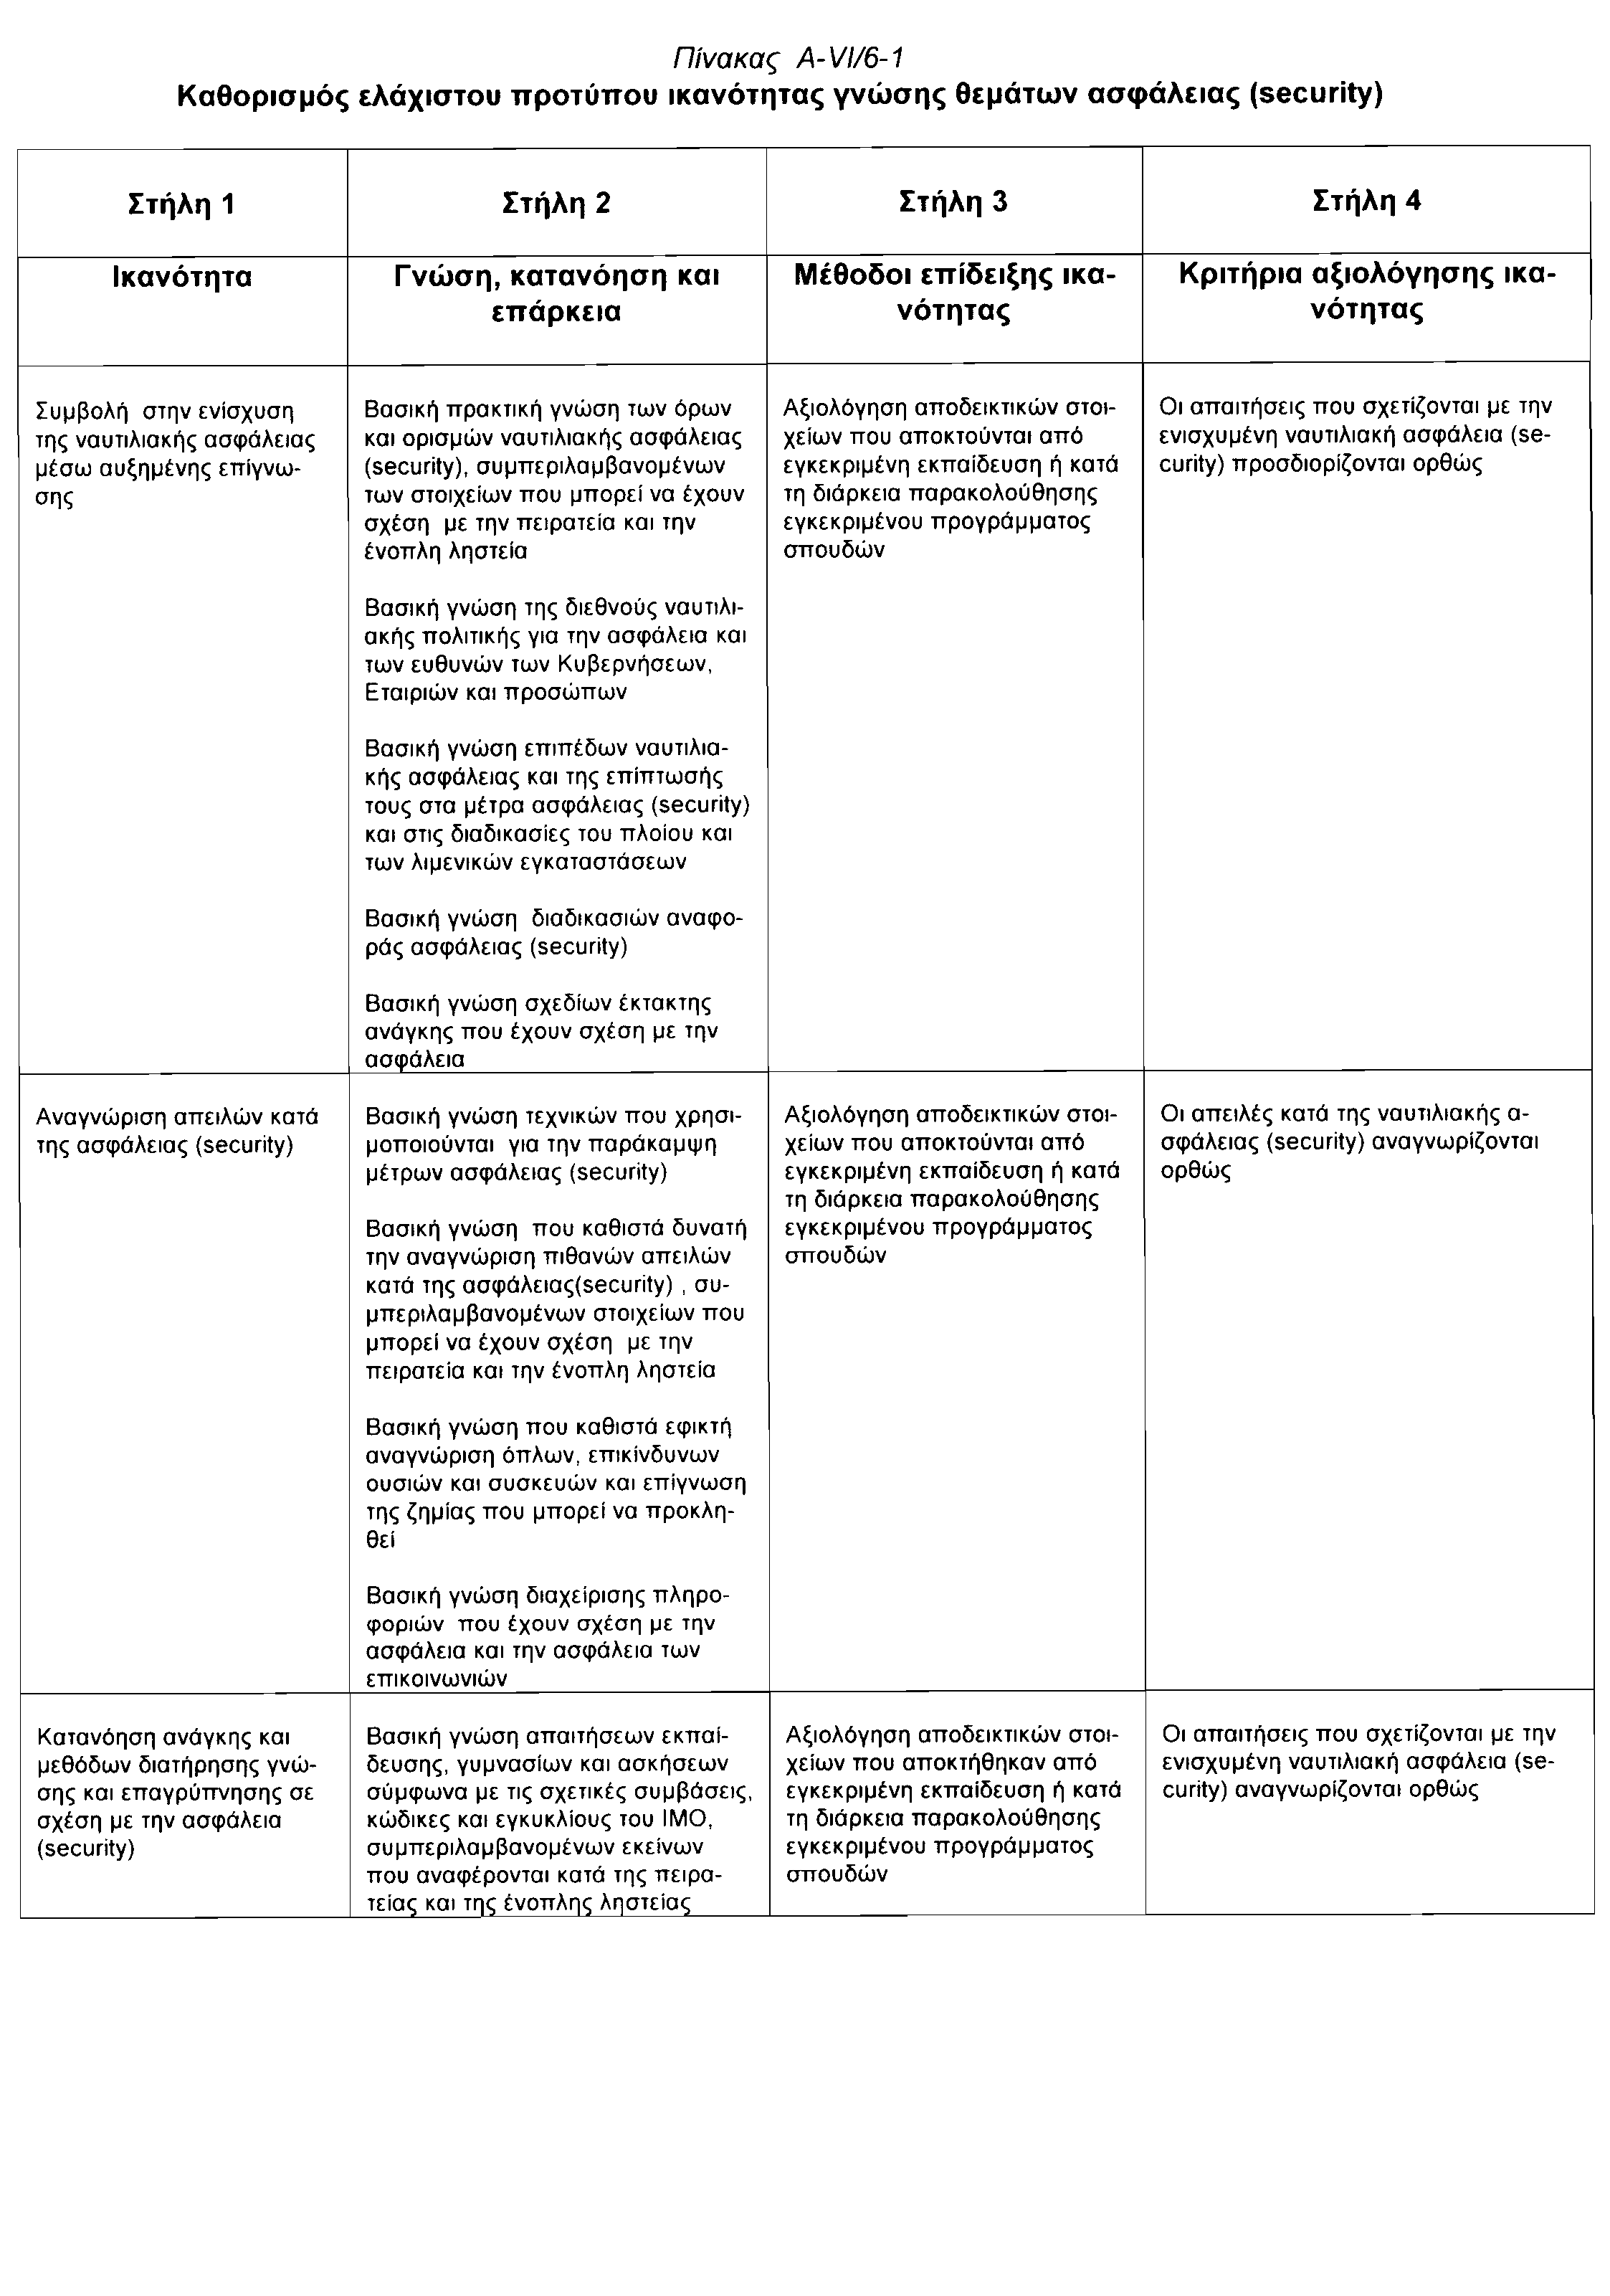 Πίνακας Α-VI/6-1
Καθορισμός ελάχιστου προτύπου ικανότητας γνώσης θεμάτων ασφάλειας (security)
Στήλη 1
Στήλη 2
Στήλη 3
Στήλη 4
Ικανότητα
Γνώση, κατανόηση και
επάρκεια
Μέθοδοι επίδειξης ικα-
νότητας
Κριτήρια αξιολόγησης ικα-
νότητας
Συμβολή στην ενίσχυση
της ναυτιλιακής ασφάλειας
μέσω αυξημένης επίγνω-
σης
Βασική πρακτική γνώση των όρων
και ορισμών ναυτιλιακής ασφάλειας
(security), συμπεριλαμβανομένων
των στοιχείων που μπορεί να έχουν
σχέση με την πειρατεία και την
ένοπλη ληστεία
Βασική γνώση της διεθνούς ναυτιλι-
ακής πολιτικής για την ασφάλεια και
των ευθυνών των Κυβερνήσεων,
Εταιριών και προσώπων
Βασική γνώση επιπέδων ναυτιλια-
κής ασφάλειας και της επίπτωσής
τους στα μέτρα ασφάλειας (security)
και στις διαδικασίες του πλοίου και
των λιμενικών εγκαταστάσεων
Βασική γνώση διαδικασιών αναφο-
ράς ασφάλειας (security)
Βασική γνώση σχεδίων έκτακτης
ανάγκης που έχουν σχέση με την
ασφάλεια
Αξιολόγηση αποδεικτικών στοι-
χείων που αποκτούνται από
εγκεκριμένη εκπαίδευση ή κατά
τη διάρκεια παρακολούθησης
εγκεκριμένου προγράμματος
σπουδών
Οι απαιτήσεις που σχετίζονται με την
ενισχυμένη ναυτιλιακή ασφάλεια (se-
curity) προσδιορίζονται ορθώς
Αναγνώριση απειλών κατά
της ασφάλειας (security)
Βασική γνώση τεχνικών που χρησι-
μοποιούνται για την παράκαμψη
μέτρων ασφάλειας (security)
Βασική γνώση που καθιστά δυνατή
την αναγνώριση πιθανών απειλών
κατά της ασφάλειας(security) , συ-
μπεριλαμβανομένων στοιχείων που
μπορεί να έχουν σχέση με την
πειρατεία και την ένοπλη ληστεία
Βασική γνώση που καθιστά εφικτή
αναγνώριση όπλων, επικίνδυνων
ουσιών και συσκευών και επίγνωση
της ζημίας που μπορεί να προκλη-
θεί
Βασική γνώση διαχείρισης πληρο-
φοριών που έχουν σχέση με την
ασφάλεια και την ασφάλεια των
επικοινωνιών
Αξιολόγηση αποδεικτικών στοι-
χείων που αποκτούνται από
εγκεκριμένη εκπαίδευση ή κατά
τη διάρκεια παρακολούθησης
εγκεκριμένου προγράμματος
σπουδών
Οι απειλές κατά της ναυτιλιακής α-
σφάλειας (security) αναγνωρίζονται
ορθώς
Κατανόηση ανάγκης και
μεθόδων διατήρησης γνώ-
σης και επαγρύπνησης σε
σχέση με την ασφάλεια
(security)
Βασική γνώση απαιτήσεων εκπαί-
δευσης, γυμνασίων και ασκήσεων
σύμφωνα με τις σχετικές συμβάσεις,
κώδικες και εγκυκλίους του ΙΜΟ,
συμπεριλαμβανομένων εκείνων
που αναφέρονται κατά της πειρα-
τείας και της ένοπλης ληστείας
Αξιολόγηση αποδεικτικών στοι-
χείων που αποκτήθηκαν από
εγκεκριμένη εκπαίδευση ή κατά
τη διάρκεια παρακολούθησης
εγκεκριμένου προγράμματος
σπουδών
Οι απαιτήσεις που σχετίζονται με την
ενισχυμένη ναυτιλιακή ασφάλεια (se-
curity) αναγνωρίζονται ορθώς